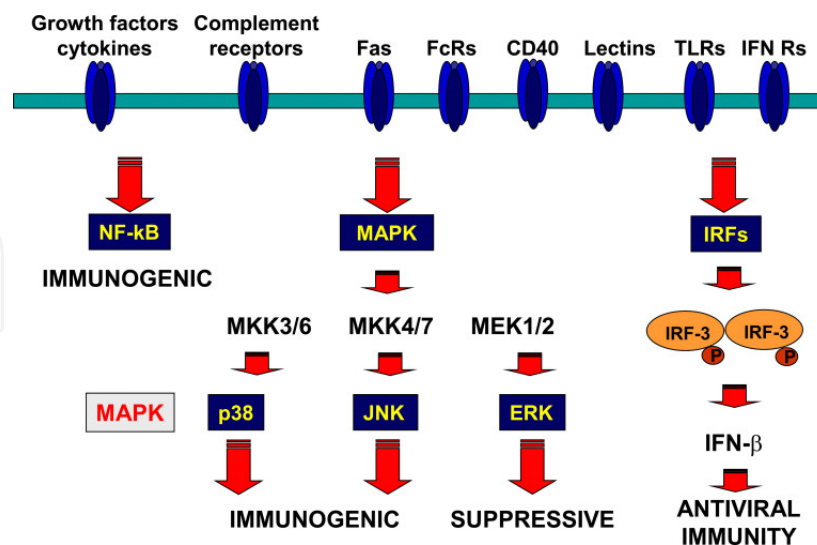 Growth factors
cytokines
Complement
receptors
Fas
FcRs
CD40
Lectins
TLRs
IFN Rs
NF-kB
MAPK
IRFs
IMMUNOGENIC
MKK3/6
MKK4/7
MEK1/2
IRF-3
IRF-3
P
P
MAPK
p38
JNK
ERK
IFN-β
IMMUNOGENIC
SUPPRESSIVE
ANTIVIRAL
IMMUNITY